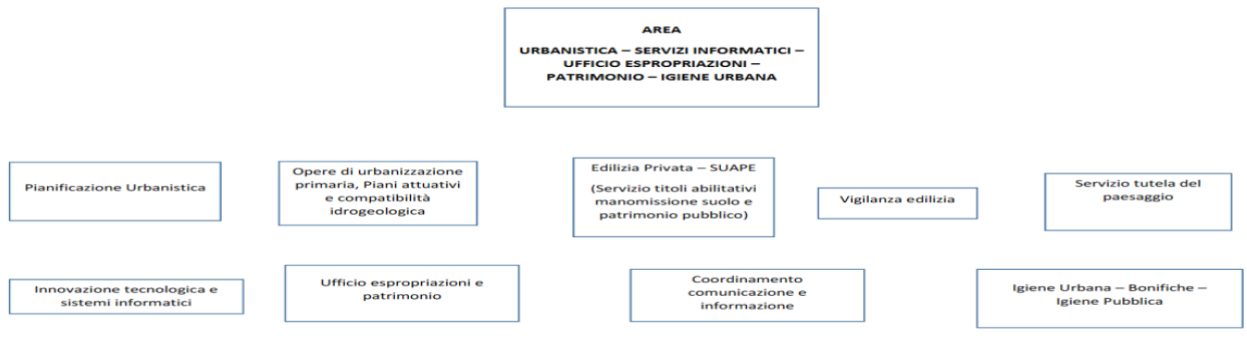 AREA
URBANISTICA – SERVIZI INFORMATICI –
UFFICIO ESPROPRIAZIONI –
PATRIMONIO – IGIENE URBANA
Pianificazione Urbanistica
Opere di urbanizzazione
primaria, Piani attuativi
e compatibilità
idrogeologica
Edilizia Privata – SUAPE
(Servizio titoli abilitativi
manomissione suolo e
patrimonio pubblico)
Vigilanza edilizia
Servizio tutela del
paesaggio
Innovazione tecnologica e
sistemi informatici
Ufficio espropriazioni e
patrimonio
Coordinamento
comunicazione e
informazione
Igiene Urbana – Bonifiche –
Igiene Pubblica